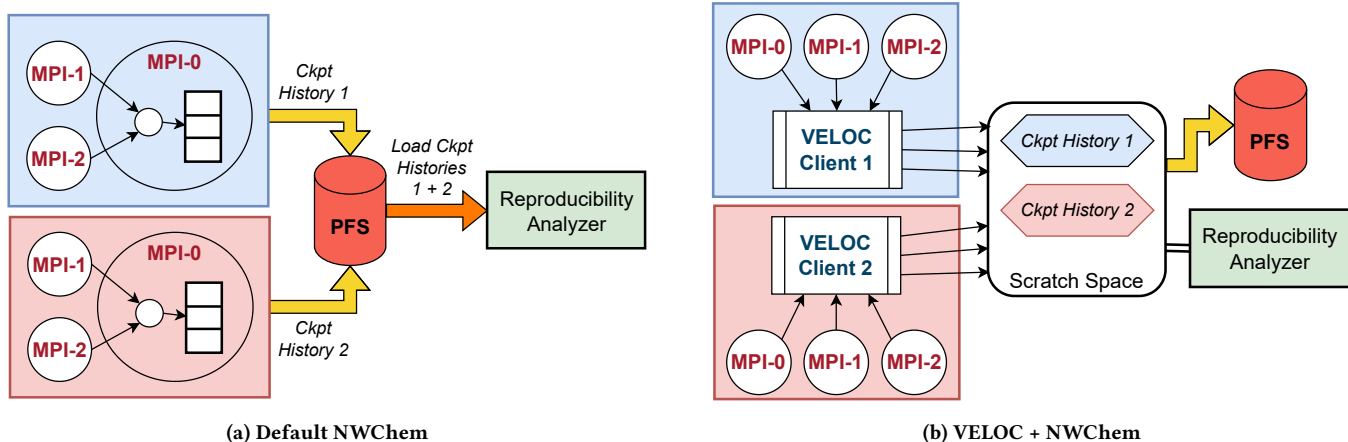 MPI-1
MPI-0
MPI-2
Ckpt
History 1
MPI-1
MPI-0
MPI-2
Ckpt
History 2
PFS
Load Ckpt
Histories
1 + 2
Reproducibility
Analyzer
(a) Default NWChem
MPI-0
MPI-1
MPI-2
VELOC
Client 1
VELOC
Client 2
MPI-0
MPI-1
MPI-2
Ckpt History 1
Ckpt History 2
Scratch Space
PFS
Reproducibility
Analyzer
(b) VELOC + NWChem